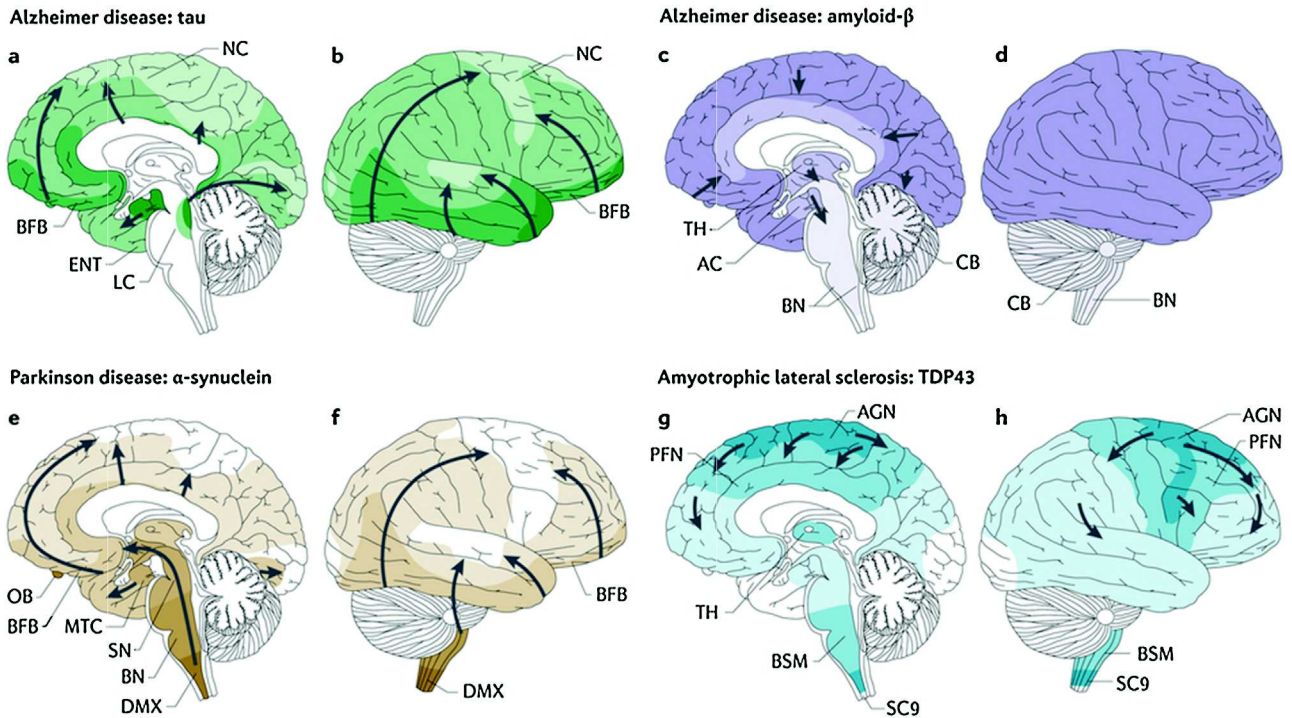 Alzheimer disease: tau
Alzheimer disease: amyloid-β
a
NC
b
NC
c
d
BFB
ENT
LC
BFB
TH
AC
BN
CB
CB
BN
Parkinson disease: α-synuclein
Amyotrophic lateral sclerosis: TDP43
e
f
g
AGN
PFN
h
AGN
PFN
OB
BFB
MTC
SN
BN
DMX
BFB
DMX
TH
BSM
SC9
BSM
SC9